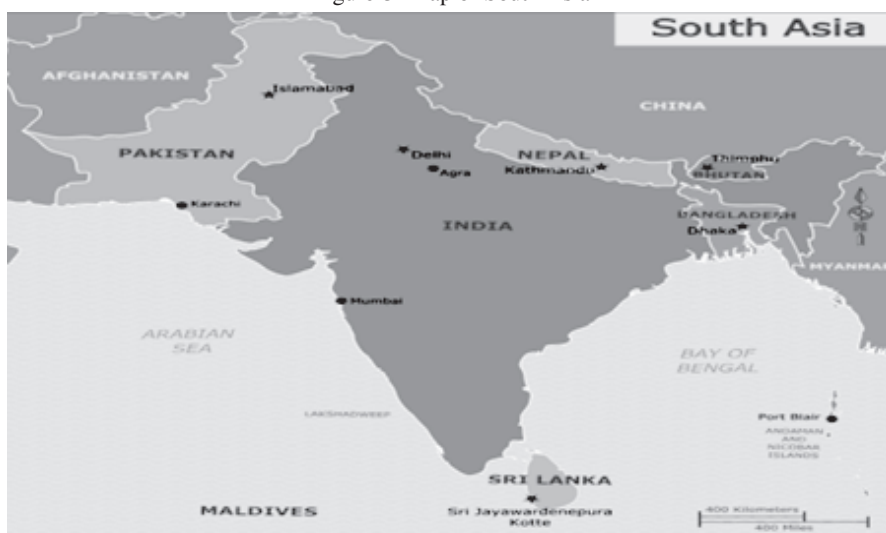 South Asia
AFGHANISTAN
Islamabad
CHINA
PAKISTAN
Delhi
NEPAL
Thimphu
Agra
Kathmandu
BHUTAN
Karachi
INDIA
BANGLADESH
Dhaka
MYANMAR
Mumbai
ARABIAN
SEA
BAY OF
BENGAL
LAKSHADWEEP
Port Blair
ANDAMAN
AND
NICOBAR
ISLANDS
SRI LANKA
MALDIVES
Sri Jayawardenepura
Kotte
400 Kilometers
400 Miles